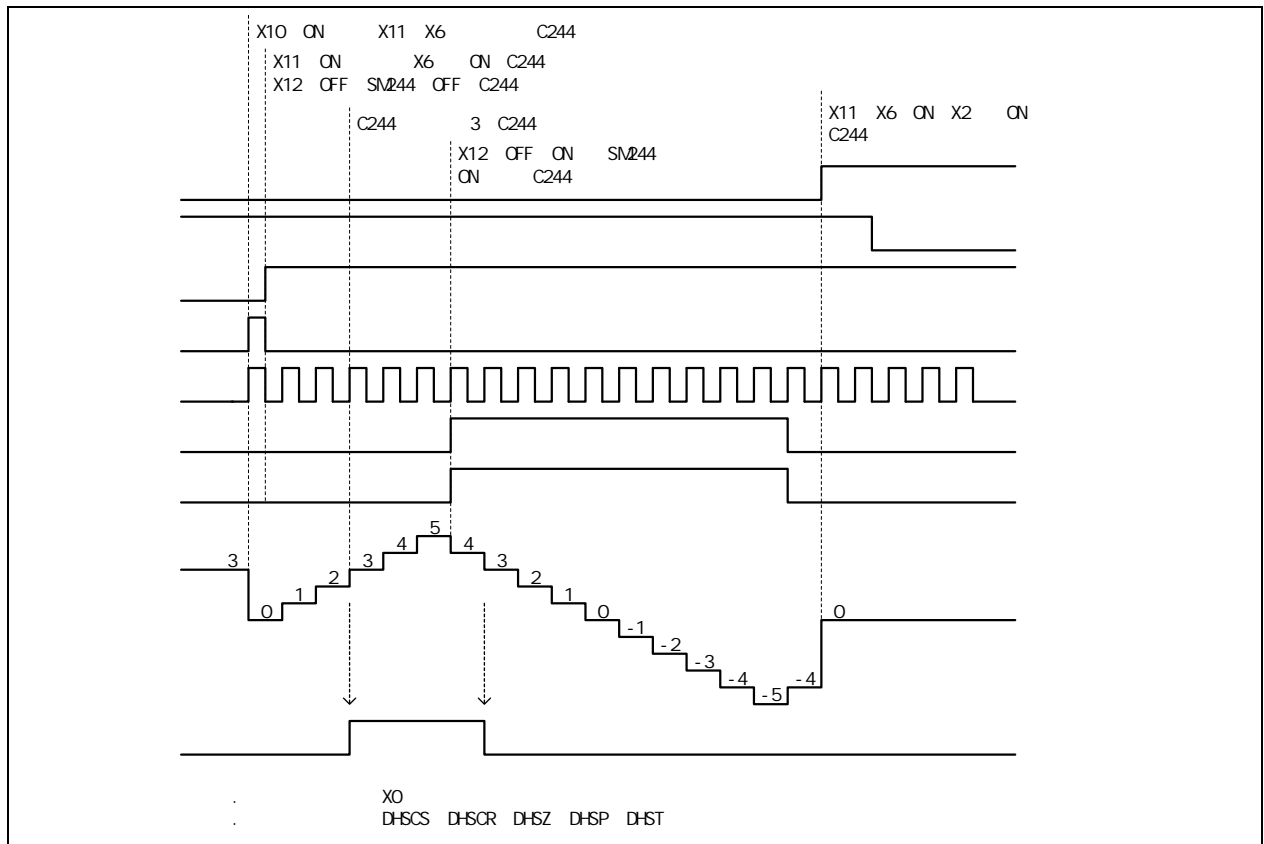 X10 ON X11 X6 C244
X11 ON X6 ON C244
X12 OFF SM244 OFF C244
C244 3 C244
X12 OFF ON SM244
ON C244
X11 X6 ON X2 ON
C244
3
0
1
2
3
4
5
4
3
2
1
0
-1
-2
-3
-4
-5
-4
0
. X0
. DHSCS DHSCR DHSZ DHSP DHST